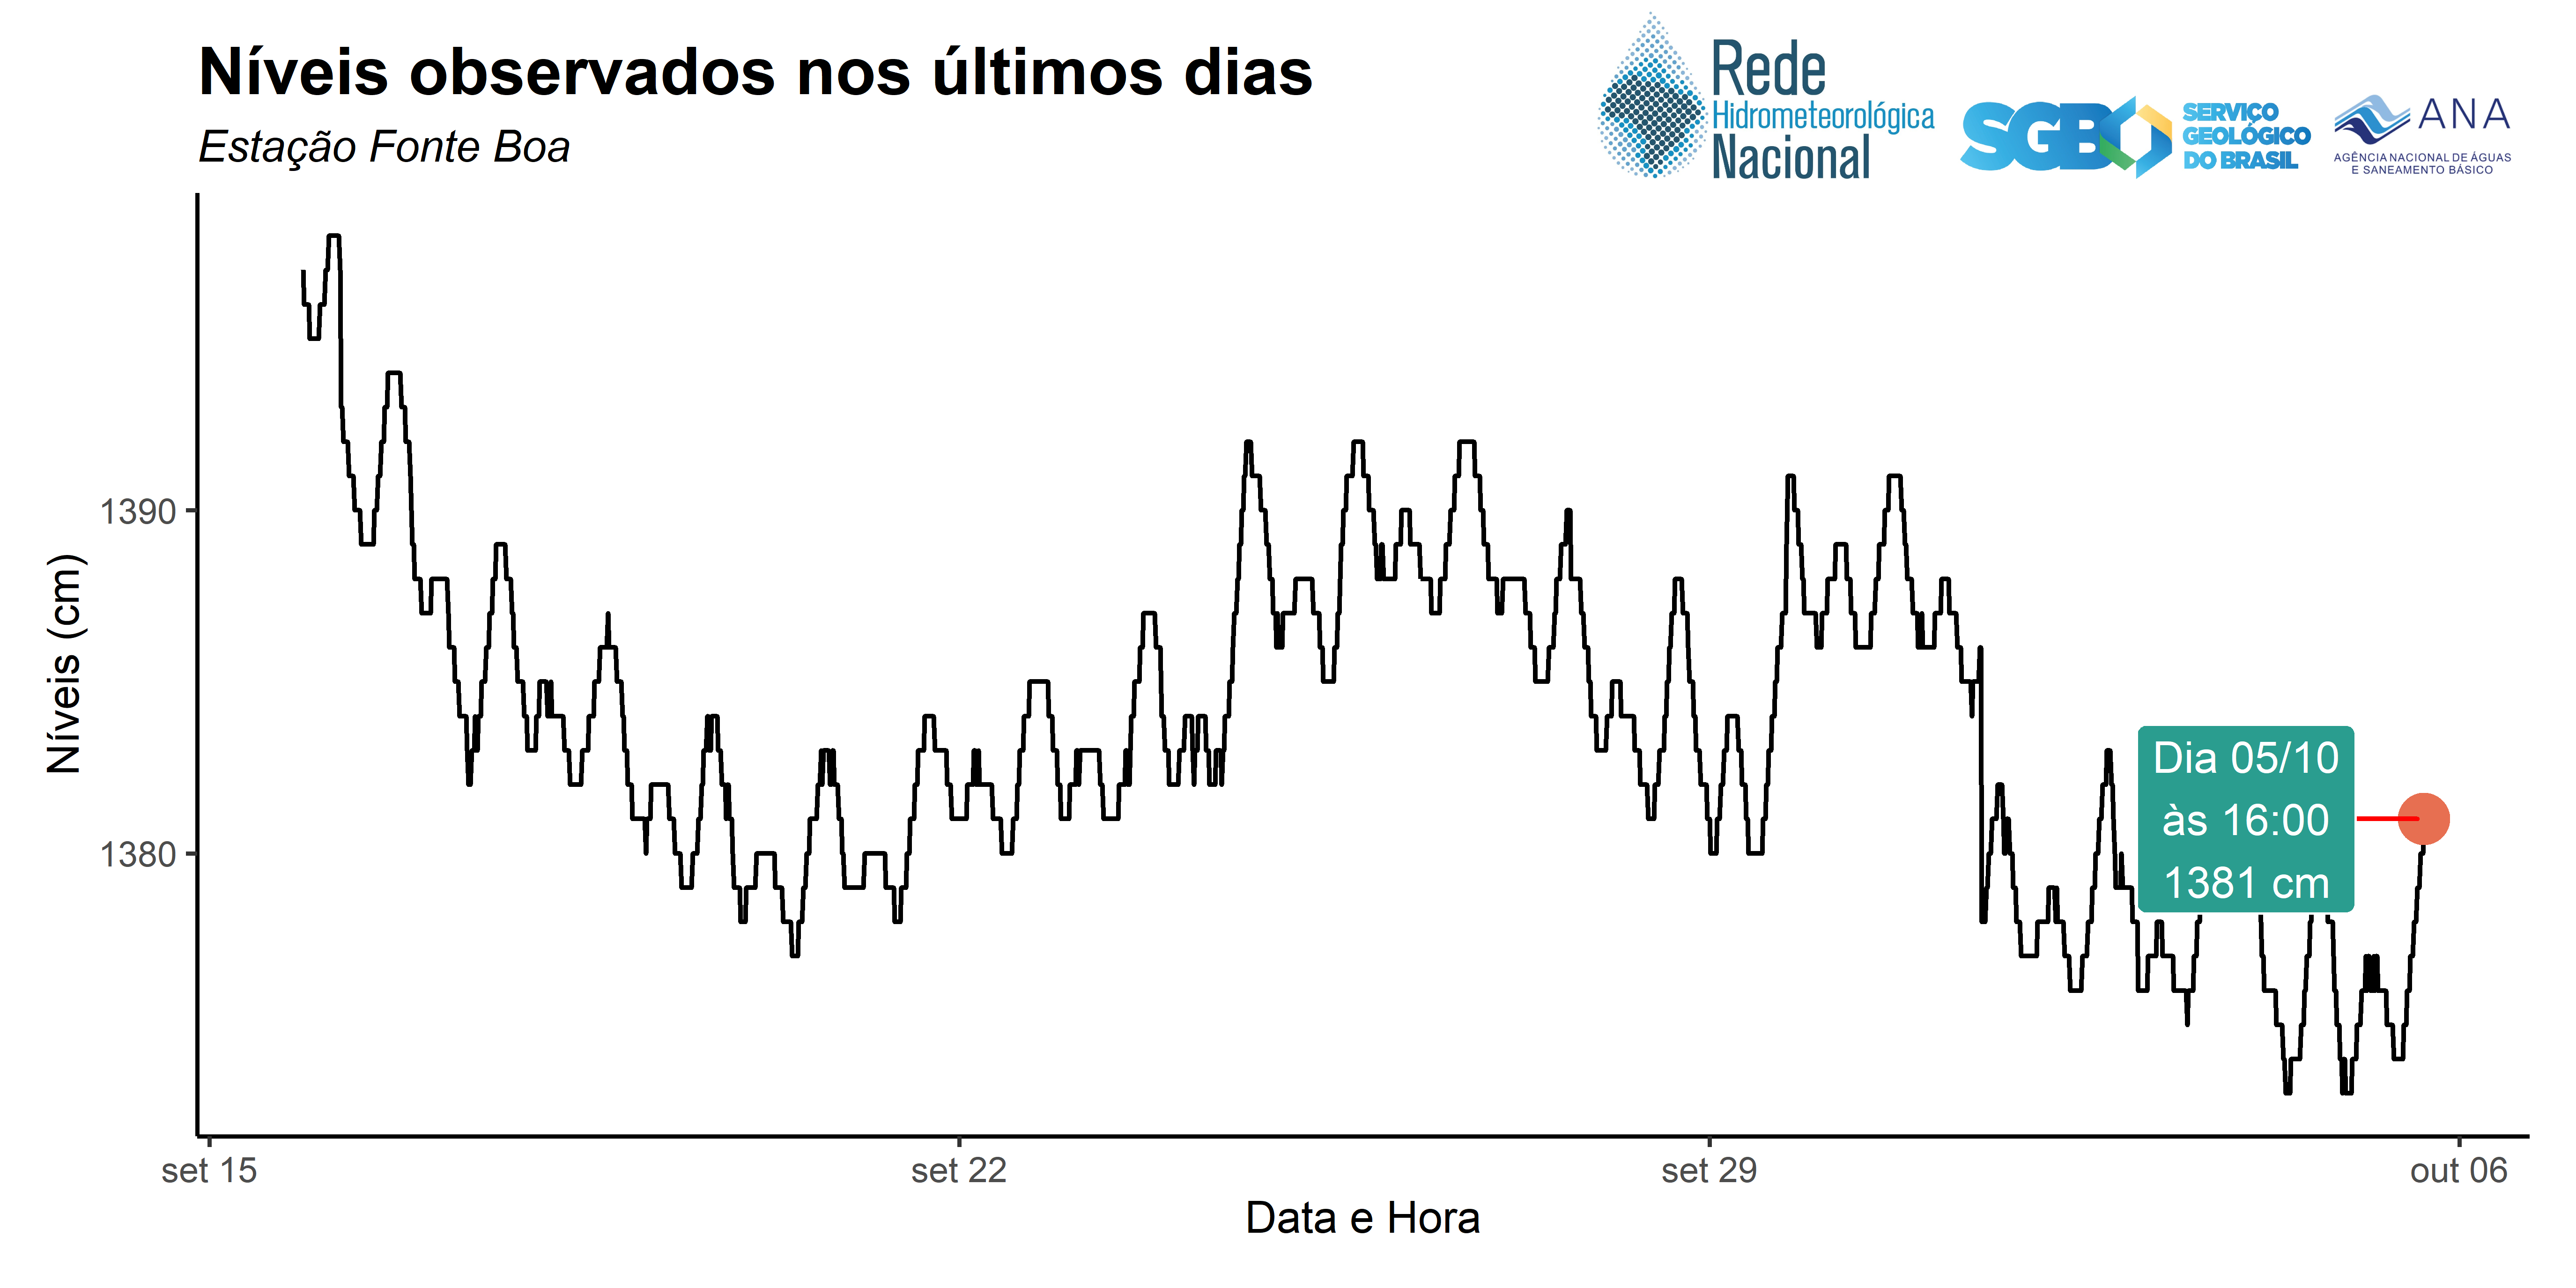 Níveis observados nos últimos dias
Estação Fonte Boa
Rede
Hidrometeorológica
Nacional
SGB
SERVIÇO
GEOLÓGICO
DO BRASIL
ANA
AGÊNCIA NACIONAL DE ÁGUAS
E SANEAMENTO BÁSICO
Níveis (cm)
1390
1380
Dia 05/10
às 16:00
1381 cm
set 15
set 22
set 29
out 06
Data e Hora